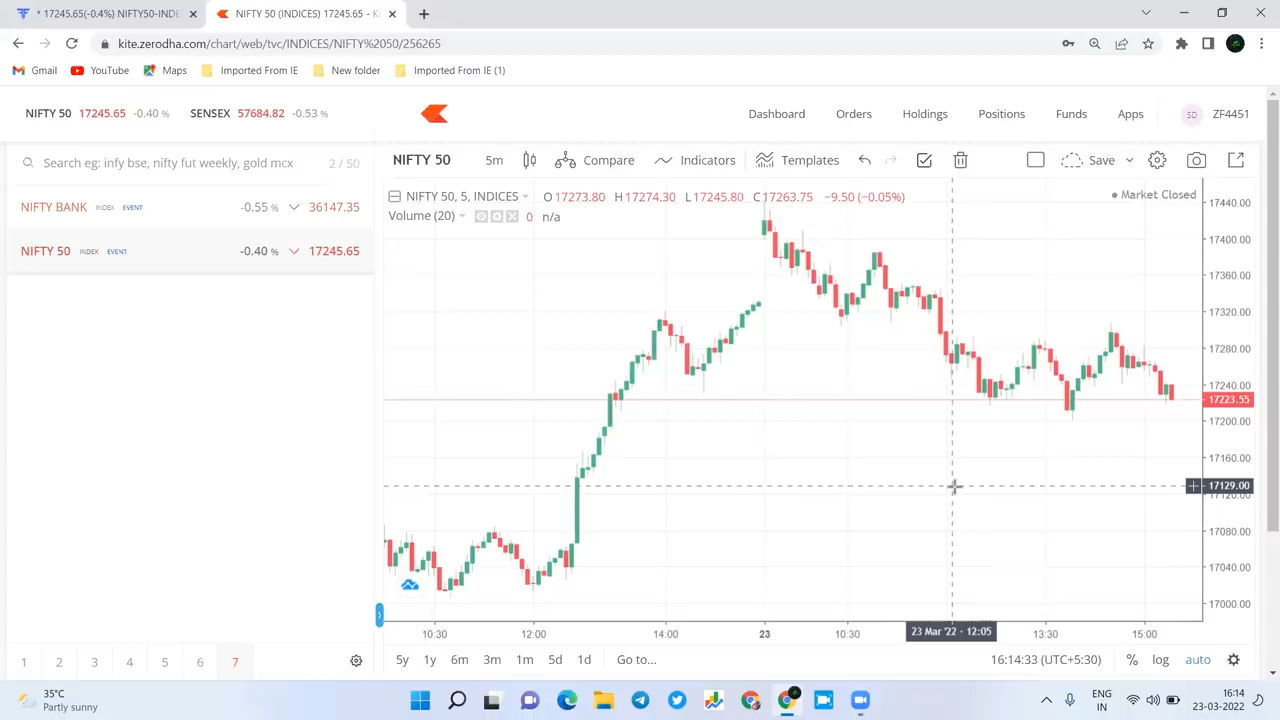 * 17245.65(-0.4%) NIFTY50-INDE
NIFTY 50 (INDICES) 17245.65 - K
kite.zerodha.com/chart/web/tvc/INDICES/NIFTY%2050/256265
Gmail YouTube Maps Imported From IE New folder Imported From IE (1)
NIFTY 50 17245.65 -0.40 % SENSEX 57684.82 -0.53 %
Dashboard Orders Holdings Positions Funds Apps SD ZF4451
Search eg: infy bse, nifty fut weekly, gold mcx 2 / 50
NIFTY BANK INDEX EVENT -0.55 % 36147.35
NIFTY 50 INDEX EVENT -0.40 % 17245.65
NIFTY 50 5m Compare Indicators Templates Save
NIFTY 50, 5, INDICES O17273.80 H17274.30 L17245.80 C17263.75 −9.50 (−0.05%)
Market Closed
Volume (20) 0 n/a
17440.00
17400.00
17360.00
17320.00
17280.00
17240.00
17223.55
17200.00
17160.00
17129.00
17120.00
17080.00
17040.00
17000.00
10:30 12:00 14:00 23 10:30 23 Mar '22 - 12:05 13:30 15:00
1 2 3 4 5 6 7
5y 1y 6m 3m 1m 5d 1d Go to... 16:14:33 (UTC+5:30) % log auto
35°C
Partly sunny
ENG
IN
16:14
23-03-2022